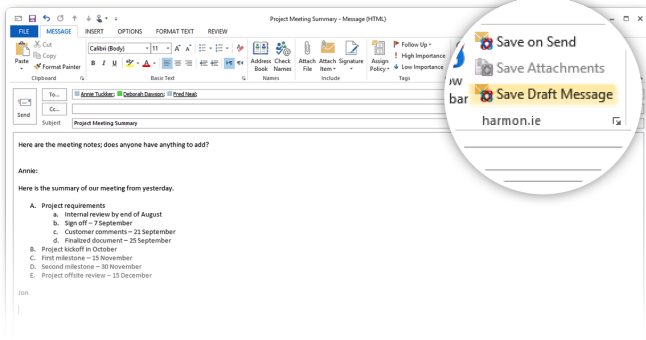 Project Meeting Summary - Message (HTML)
FILE MESSAGE INSERT OPTIONS FORMAT TEXT REVIEW
Paste
Cut
Copy
Format Painter
Clipboard
Calibri (Body) 11 A A
B I U A
Basic Text
Address Book
Check Names
Names
Attach File
Attach Item
Signature
Include
Assign Policy
Follow Up
High Importance
Low Importance
Tags
Save on Send
Save Attachments
Save Draft Message
harmon.ie
Send
To... Annie Tuckker; Deborah Dawson; Fred Neal;
Cc...
Subject Project Meeting Summary
Here are the meeting notes; does anyone have anything to add?
Annie:
Here is the summary of our meeting from yesterday.
A. Project requirements
a. Internal review by end of August
b. Sign off – 7 September
c. Customer comments – 21 September
d. Finalized document – 25 September
B. Project kickoff in October
C. First milestone – 15 November
D. Second milestone – 30 November
E. Project offsite review – 15 December
Jon